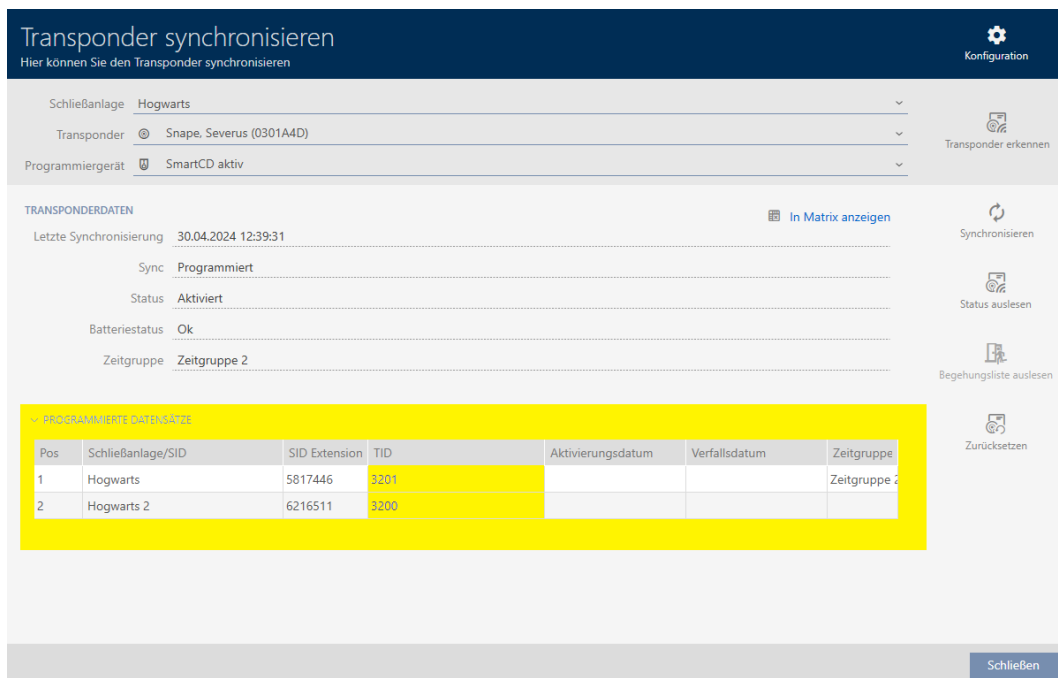 Transponder synchronisieren
Hier können Sie den Transponder synchronisieren
Konfiguration
Schließanlage Hogwarts
Transponder Snape, Severus (0301A4D)
Programmiergerät SmartCD aktiv
Transponder erkennen
TRANSPONDERDATEN
In Matrix anzeigen
Letzte Synchronisierung 30.04.2024 12:39:31
Sync Programmiert
Status Aktiviert
Batteriestatus Ok
Zeitgruppe Zeitgruppe 2
Synchronisieren
Status auslesen
Begehungsliste auslesen
Zurücksetzen
PROGRAMMIERTE DATENSÄTZE
Pos Schließanlage/SID SID Extension TID Aktivierungsdatum Verfallsdatum Zeitgruppe
1 Hogwarts 5817446 3201 Zeitgruppe 2
2 Hogwarts 2 6216511 3200
Schließen